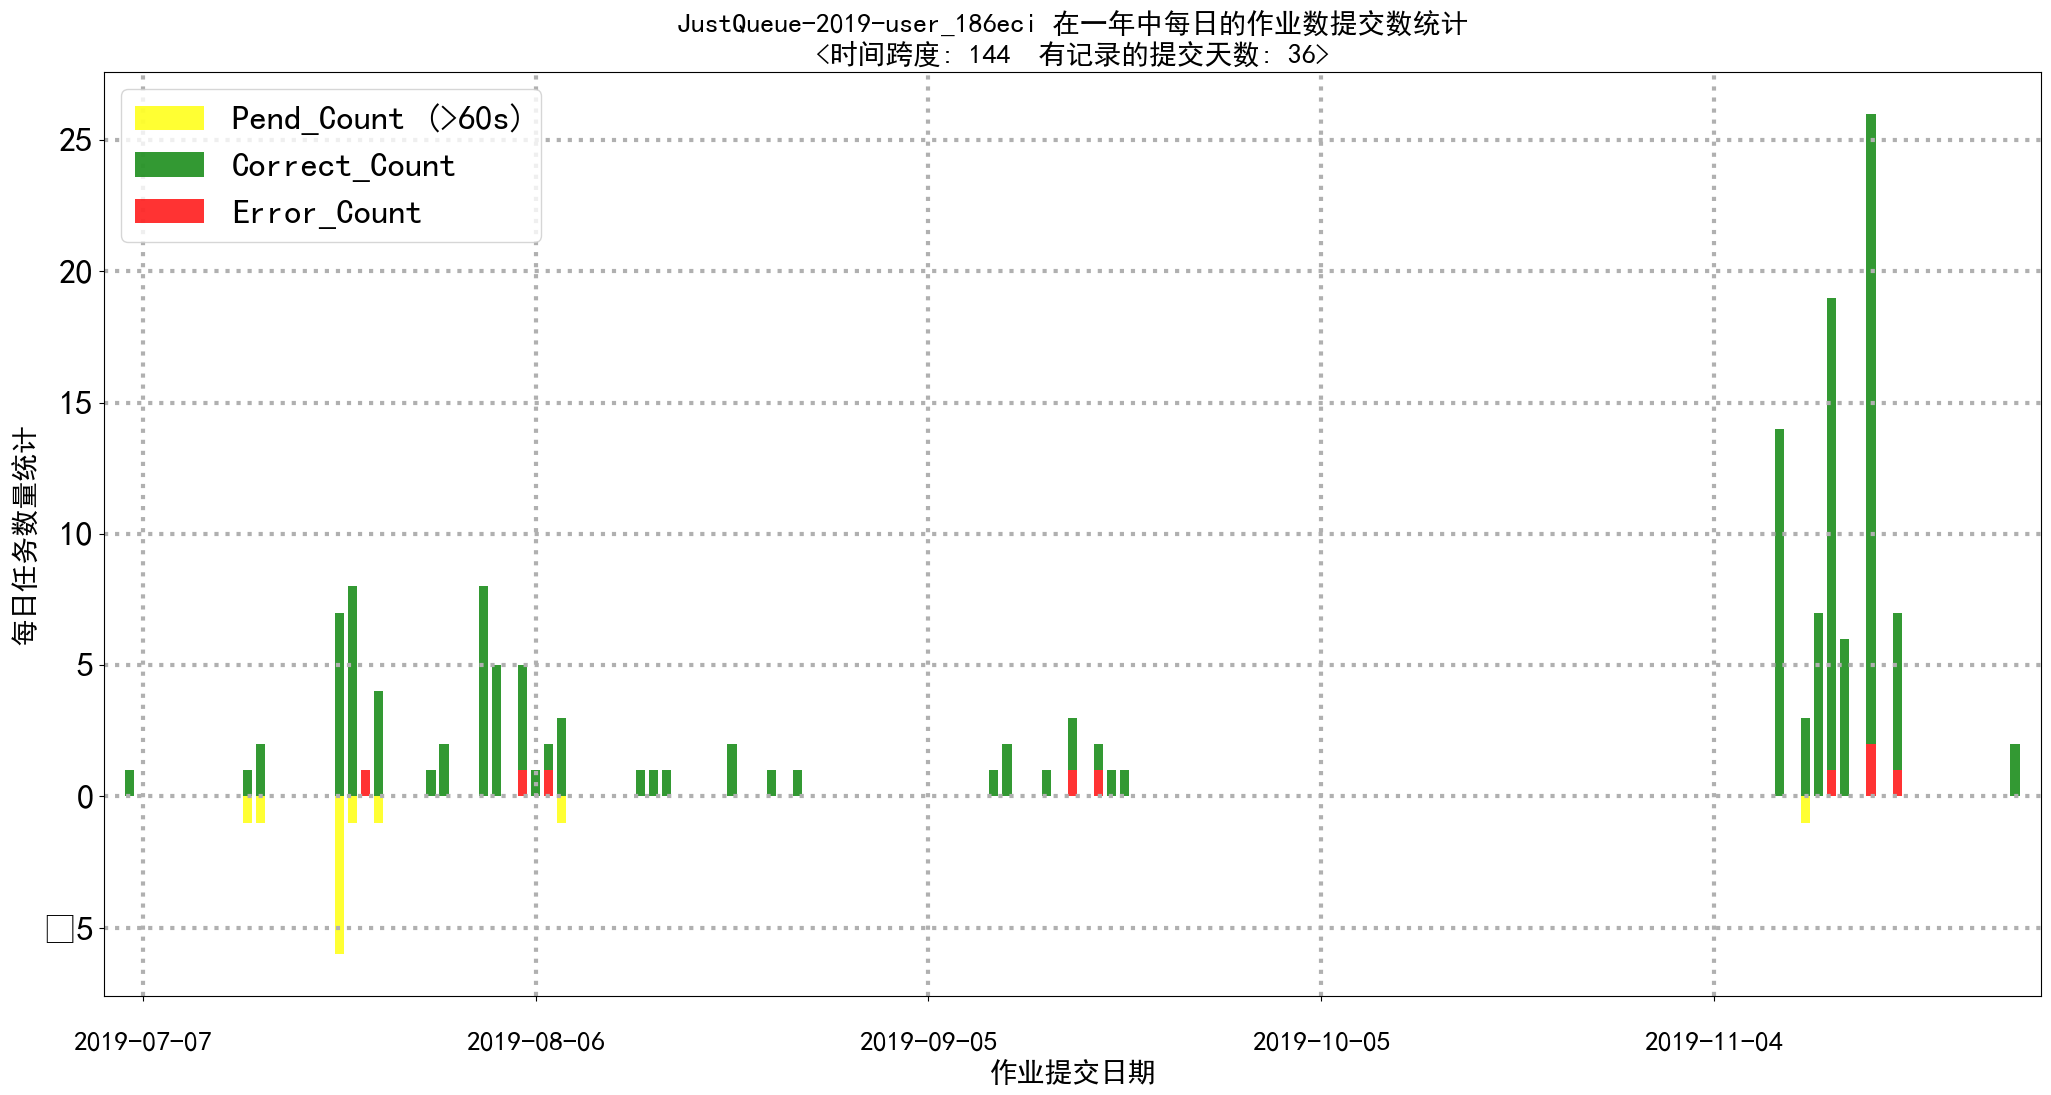 JustQueue-2019-user_186eci 在一年中每日的作业数提交数统计
<时间跨度: 144  有记录的提交天数: 36>
Pend_Count (>60s)
Correct_Count
Error_Count
25
20
15
10
5
0
□5
每日任务数量统计
2019-07-07
2019-08-06
2019-09-05
2019-10-05
2019-11-04
作业提交日期